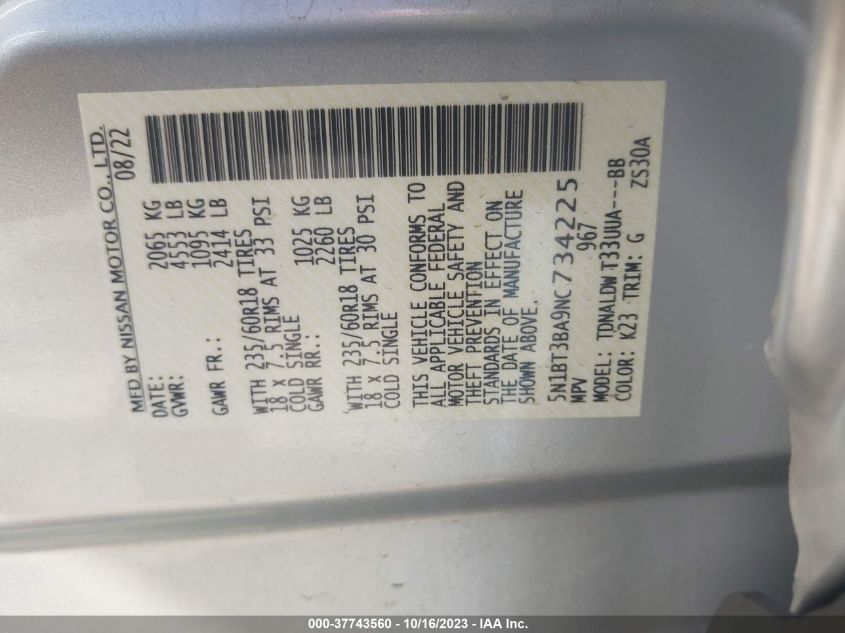 MFD BY NISSAN MOTOR CO., LTD.
DATE: 08/22
GVWR: 2065 KG
4553 LB
GAWR FR.: 1095 KG
2414 LB
WITH 235/60R18 TIRES
18 x 7.5 RIMS AT 33 PSI
COLD SINGLE
GAWR RR.: 1025 KG
2260 LB
WITH 235/60R18 TIRES
18 x 7.5 RIMS AT 30 PSI
COLD SINGLE
THIS VEHICLE CONFORMS TO
ALL APPLICABLE FEDERAL
MOTOR VEHICLE SAFETY AND
THEFT PREVENTION
STANDARDS IN EFFECT ON
THE DATE OF MANUFACTURE
SHOWN ABOVE.
5N1BT3BA9NC734225
MPV 967
MODEL: TDNALDW T33UUA---BB
COLOR: K23 TRIM: G ZS30A
000-37743560 - 10/16/2023 - IAA Inc.